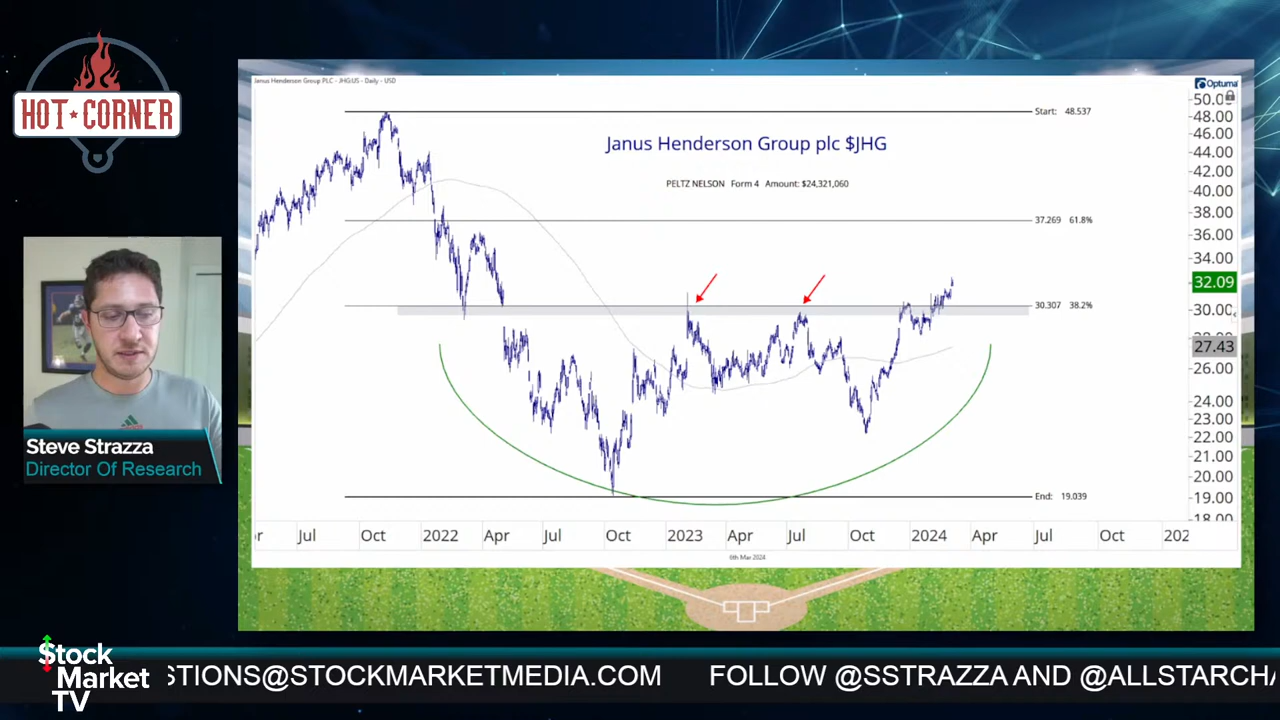 HOT★CORNER
Steve Strazza
Director Of Research
Janus Henderson Group PLC - JHG:US - Daily - USD
Optuma
Start: 48.537
Janus Henderson Group plc $JHG
PELTZ NELSON Form 4 Amount: $24,321,060
37.269 61.8%
30.307 38.2%
End: 19.039
50.00
48.00
46.00
44.00
42.00
40.00
38.00
36.00
34.00
32.09
30.00
27.43
26.00
24.00
23.00
22.00
21.00
20.00
19.00
18.00
Jul Oct 2022 Apr Jul Oct 2023 Apr Jul Oct 2024 Apr Jul Oct 202
6th Mar 2024
$tock
Market
TV
STIONS@STOCKMARKETMEDIA.COM FOLLOW @SSTRAZZA AND @ALLSTARCHA